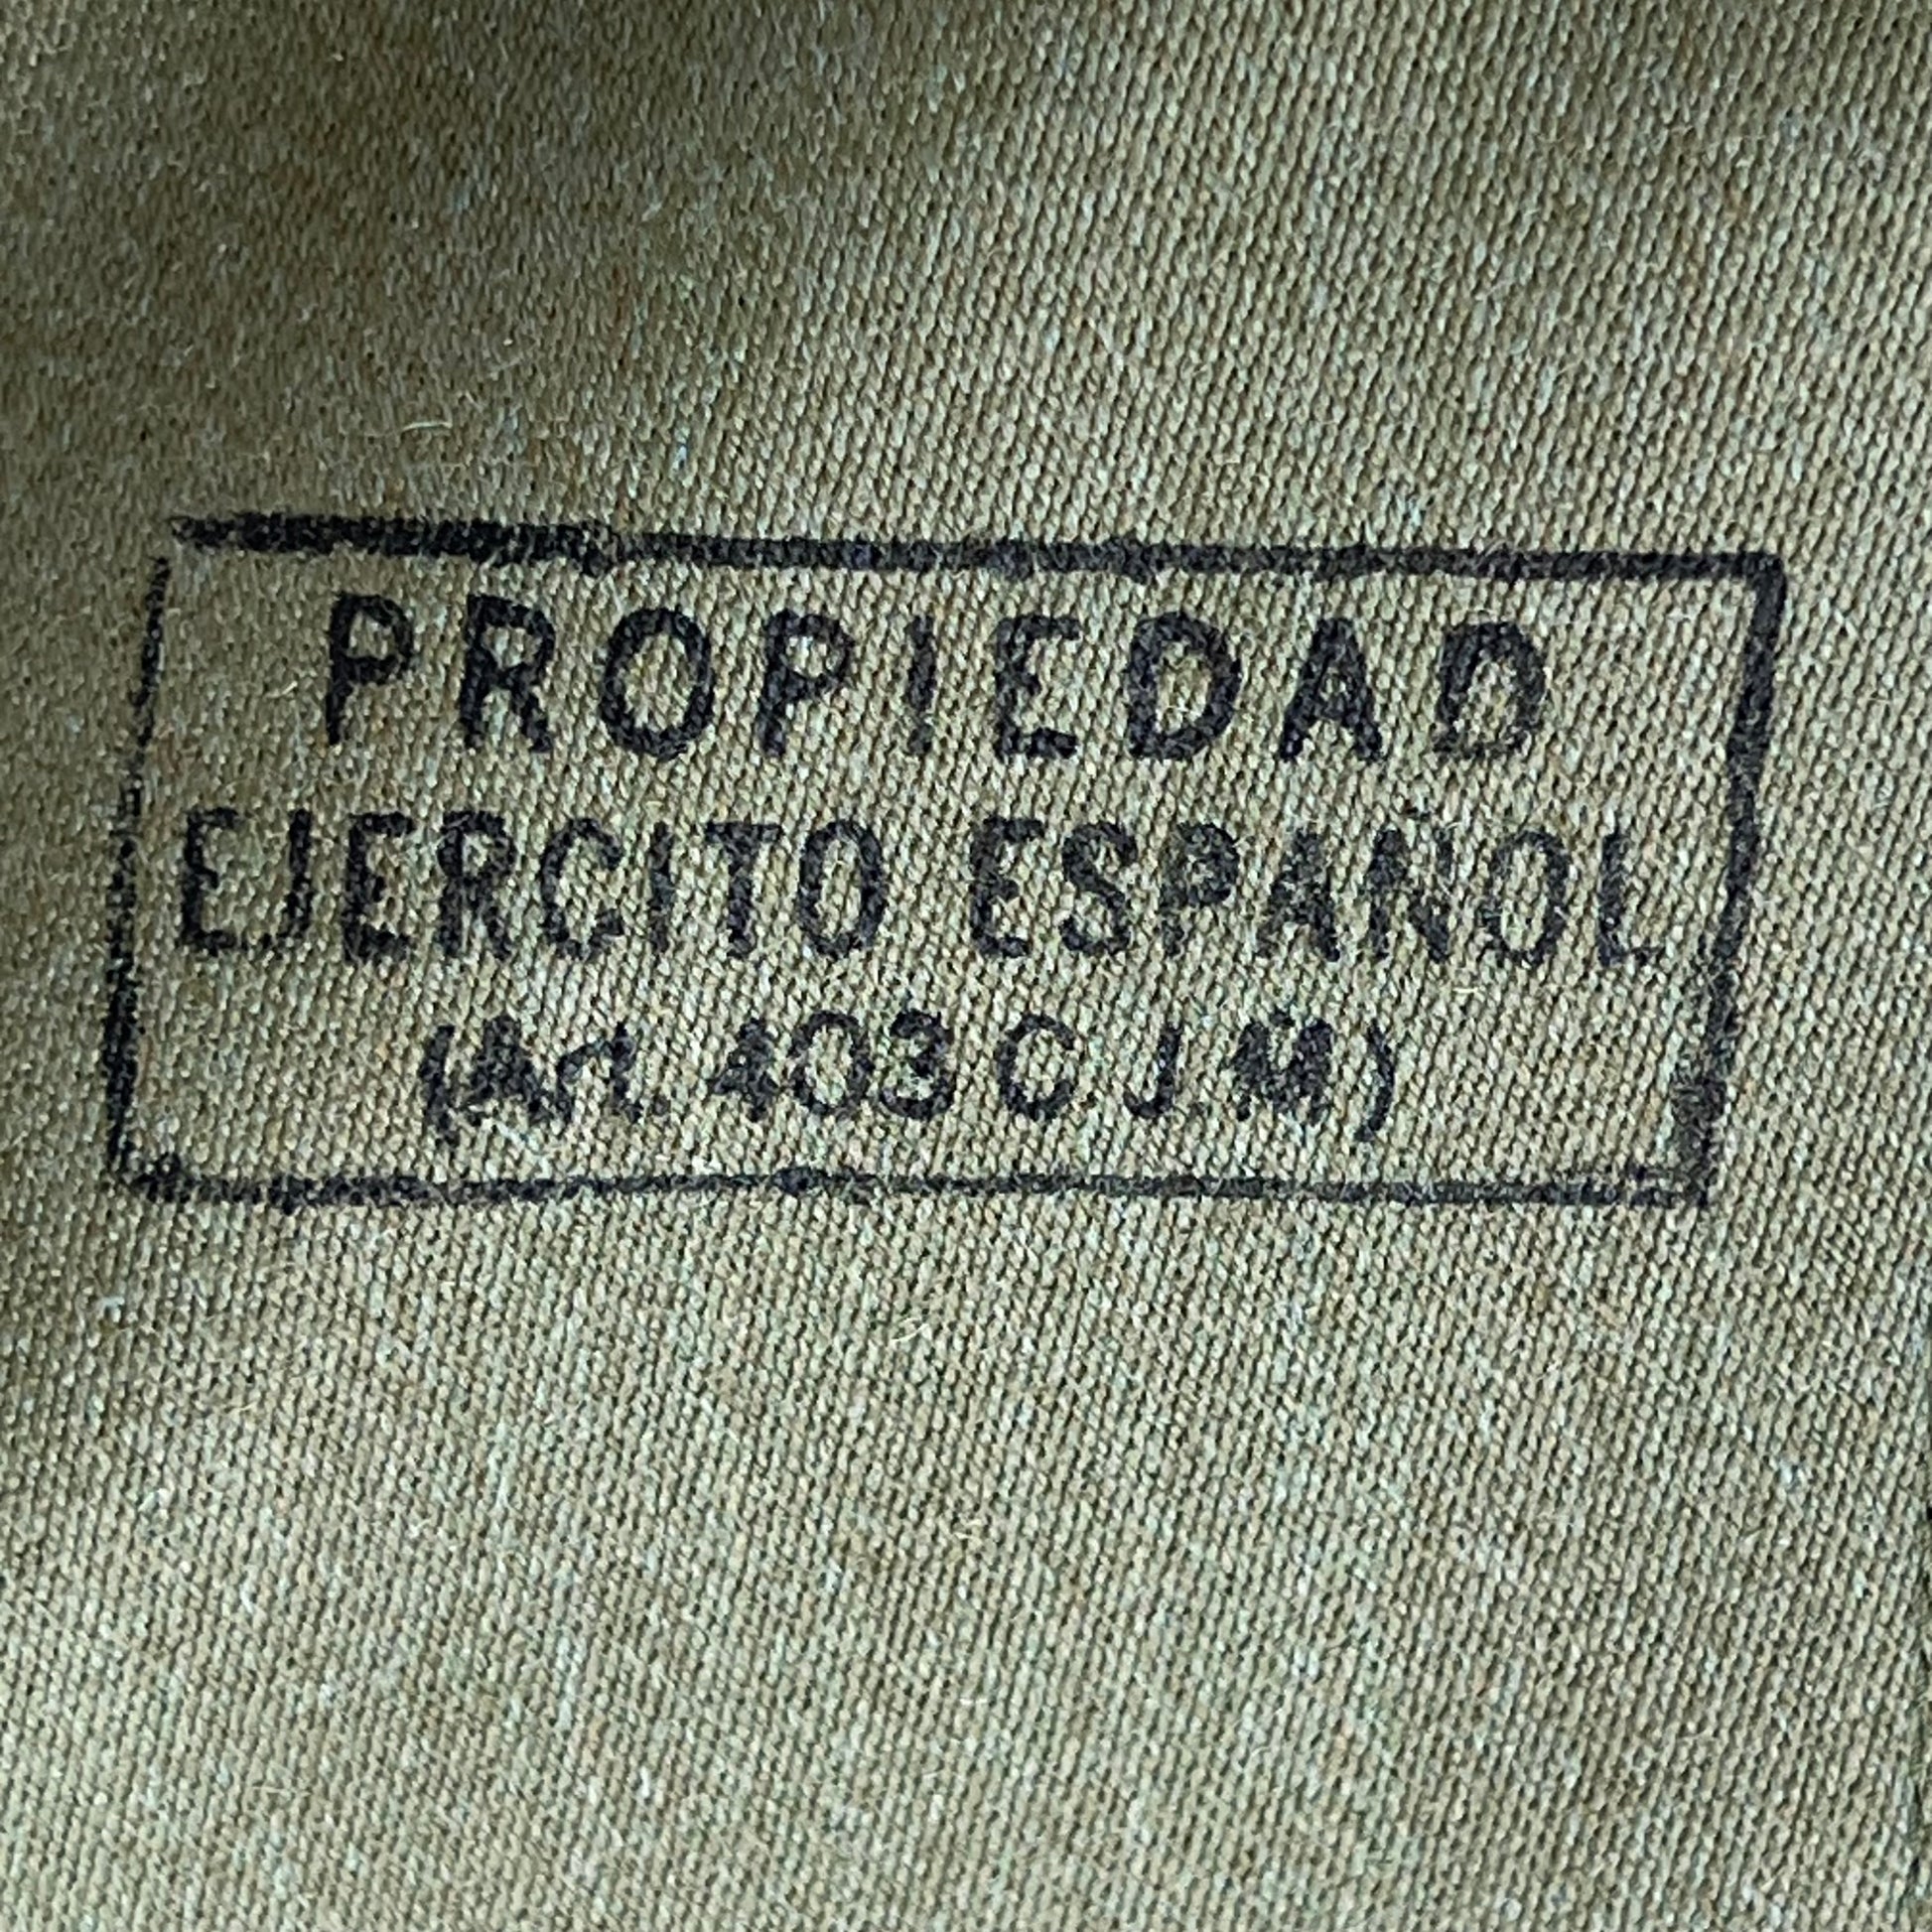 PROPIEDAD
EJERCITO ESPAÑOL
(Art. 403 C.J.M)